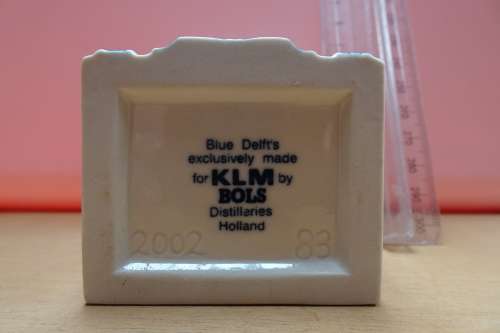 Blue Delft's
exclusively made
for KLM by
BOLS
Distilleries
Holland
2002 83